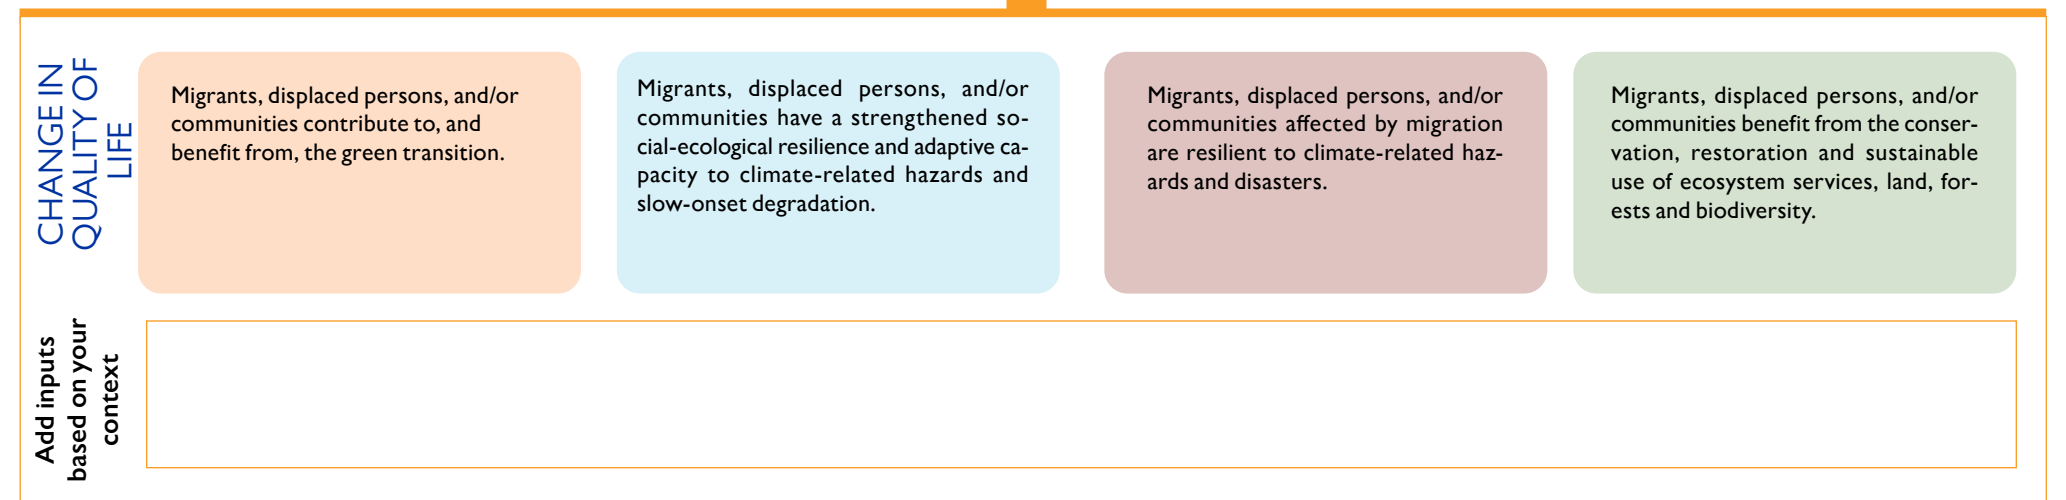 CHANGE IN
QUALITY OF
LIFE
Migrants, displaced persons, and/or
communities contribute to, and
benefit from, the green transition.
Migrants, displaced persons, and/or
communities have a strengthened so-
cial-ecological resilience and adaptive ca-
pacity to climate-related hazards and
slow-onset degradation.
Migrants, displaced persons, and/or
communities affected by migration
are resilient to climate-related haz-
ards and disasters.
Migrants, displaced persons, and/or
communities benefit from the conser-
vation, restoration and sustainable
use of ecosystem services, land, for-
ests and biodiversity.
Add inputs
based on your
context